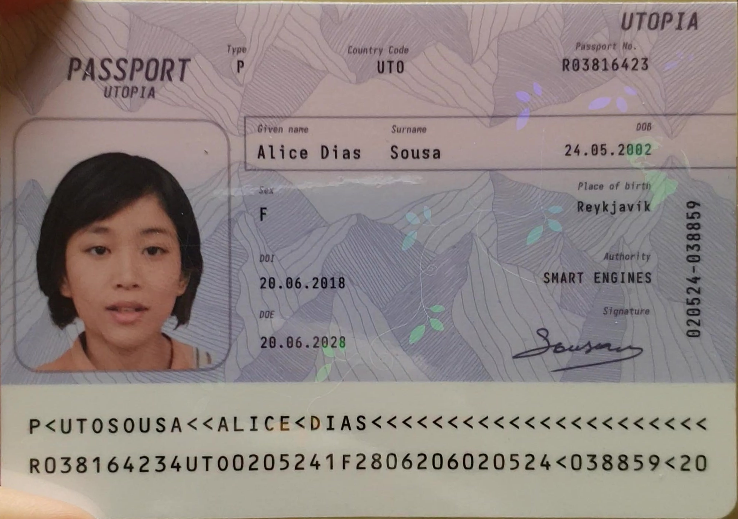 UTOPIA
PASSPORT
UTOPIA
Type
P
Country Code
UTO
Passport No.
R03816423
Given name
Alice Dias
Surname
Sousa
DOB
24.05.2002
Sex
F
Place of birth
Reykjavik
DOI
20.06.2018
Authority
SMART ENGINES
DOE
20.06.2028
Signature
Sousa
020524-038859
P<UTOSOUSA<<ALICE<DIAS<<<<<<<<<<<<<<<<<<<<<<
R038164234UTO0205241F2806206020524<038859<20